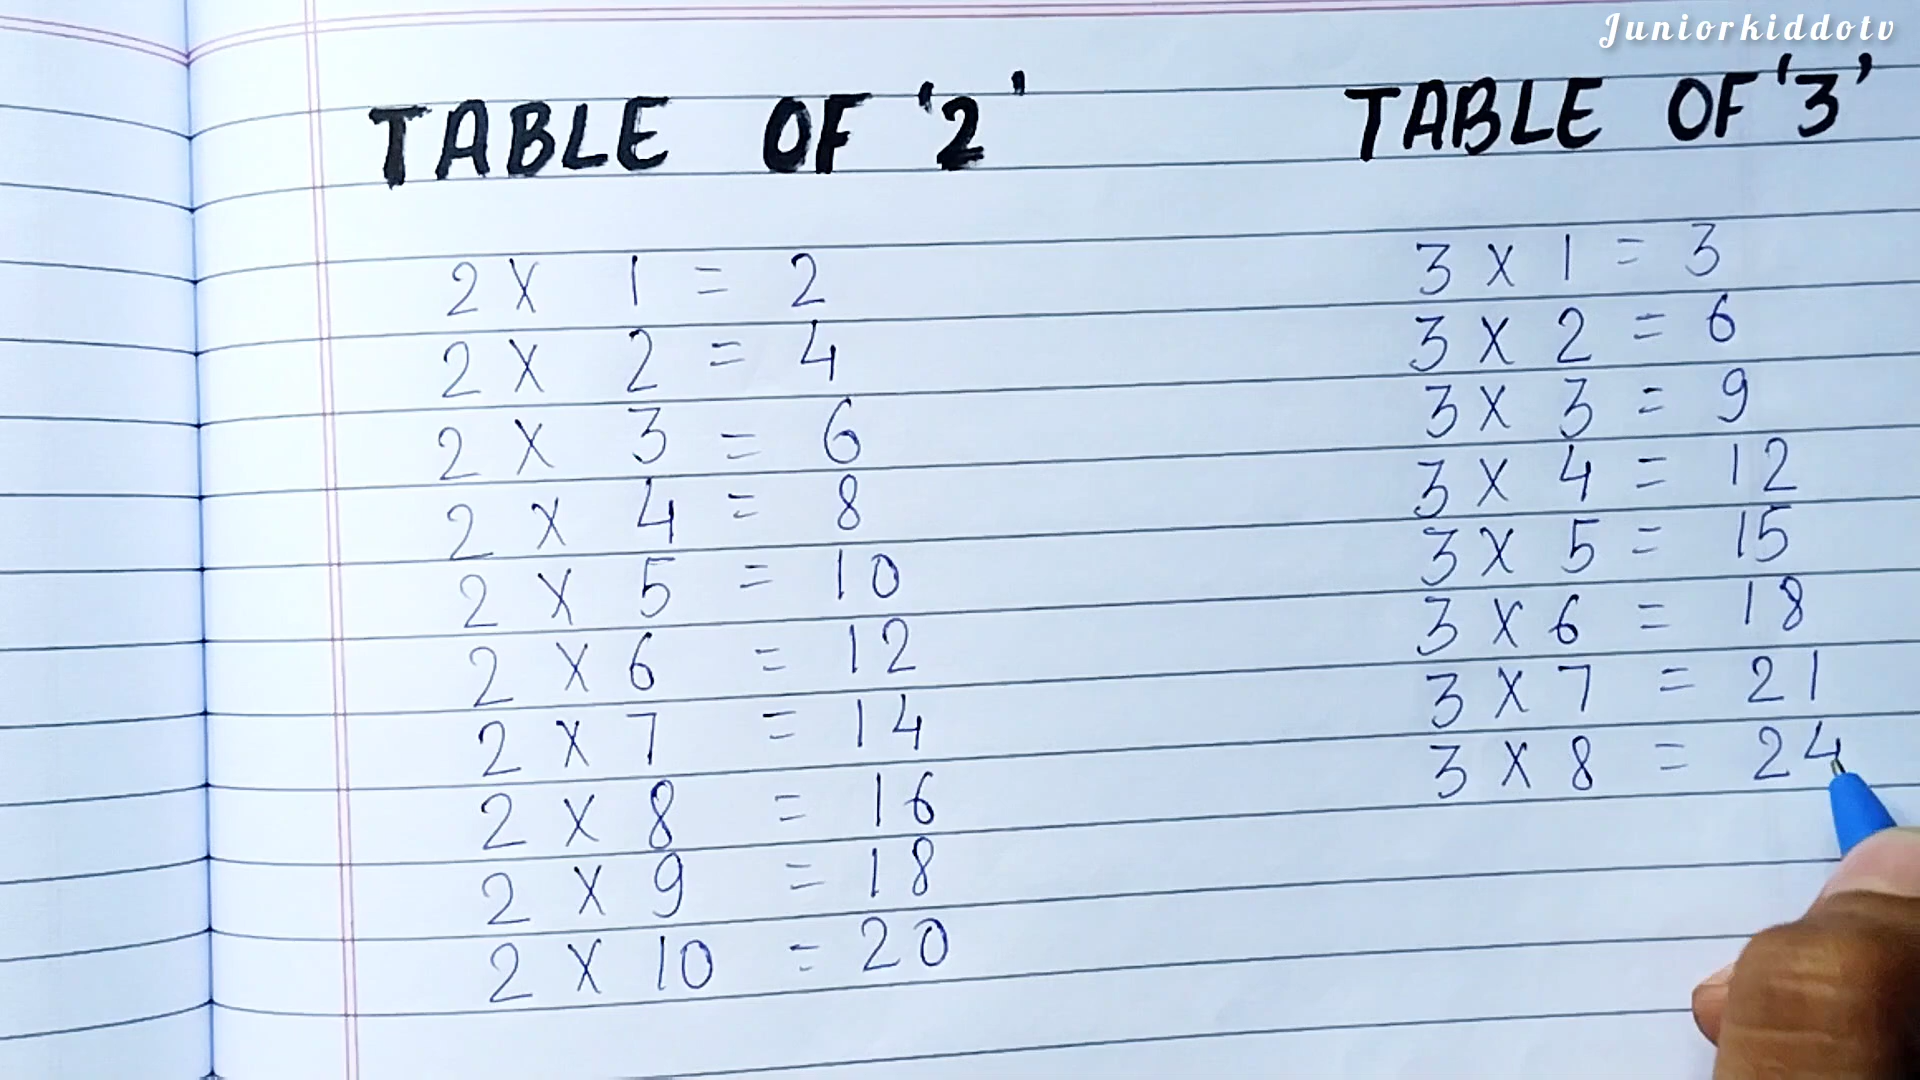 Juniorkiddotv
TABLE OF '2'
2 X 1 = 2
2 X 2 = 4
2 X 3 = 6
2 X 4 = 8
2 X 5 = 10
2 X 6 = 12
2 X 7 = 14
2 X 8 = 16
2 X 9 = 18
2 X 10 = 20
TABLE OF '3'
3 X 1 = 3
3 X 2 = 6
3 X 3 = 9
3 X 4 = 12
3 X 5 = 15
3 X 6 = 18
3 X 7 = 21
3 X 8 = 24